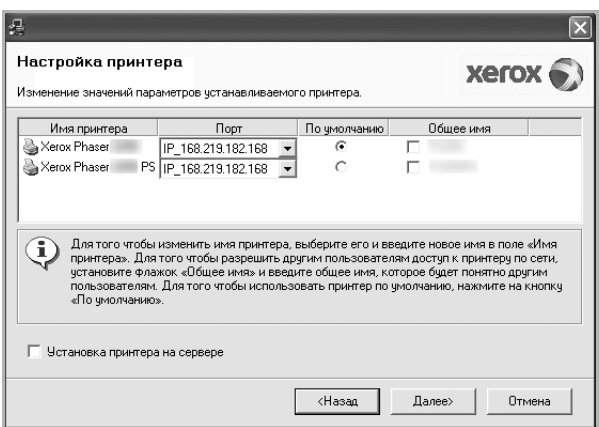 Настройка принтера
xerox
Изменение значений параметров устанавливаемого принтера.
Имя принтера Порт По умолчанию Общее имя
Xerox Phaser IP_168.219.182.168
Xerox Phaser PS IP_168.219.182.168
Для того чтобы изменить имя принтера, выберите его и введите новое имя в поле «Имя
принтера». Для того чтобы разрешить другим пользователям доступ к принтеру по сети,
установите флажок «Общее имя» и введите общее имя, которое будет понятно другим
пользователям. Для того чтобы использовать принтер по умолчанию, нажмите на кнопку
«По умолчанию».
Установка принтера на сервере
<Назад Далее> Отмена